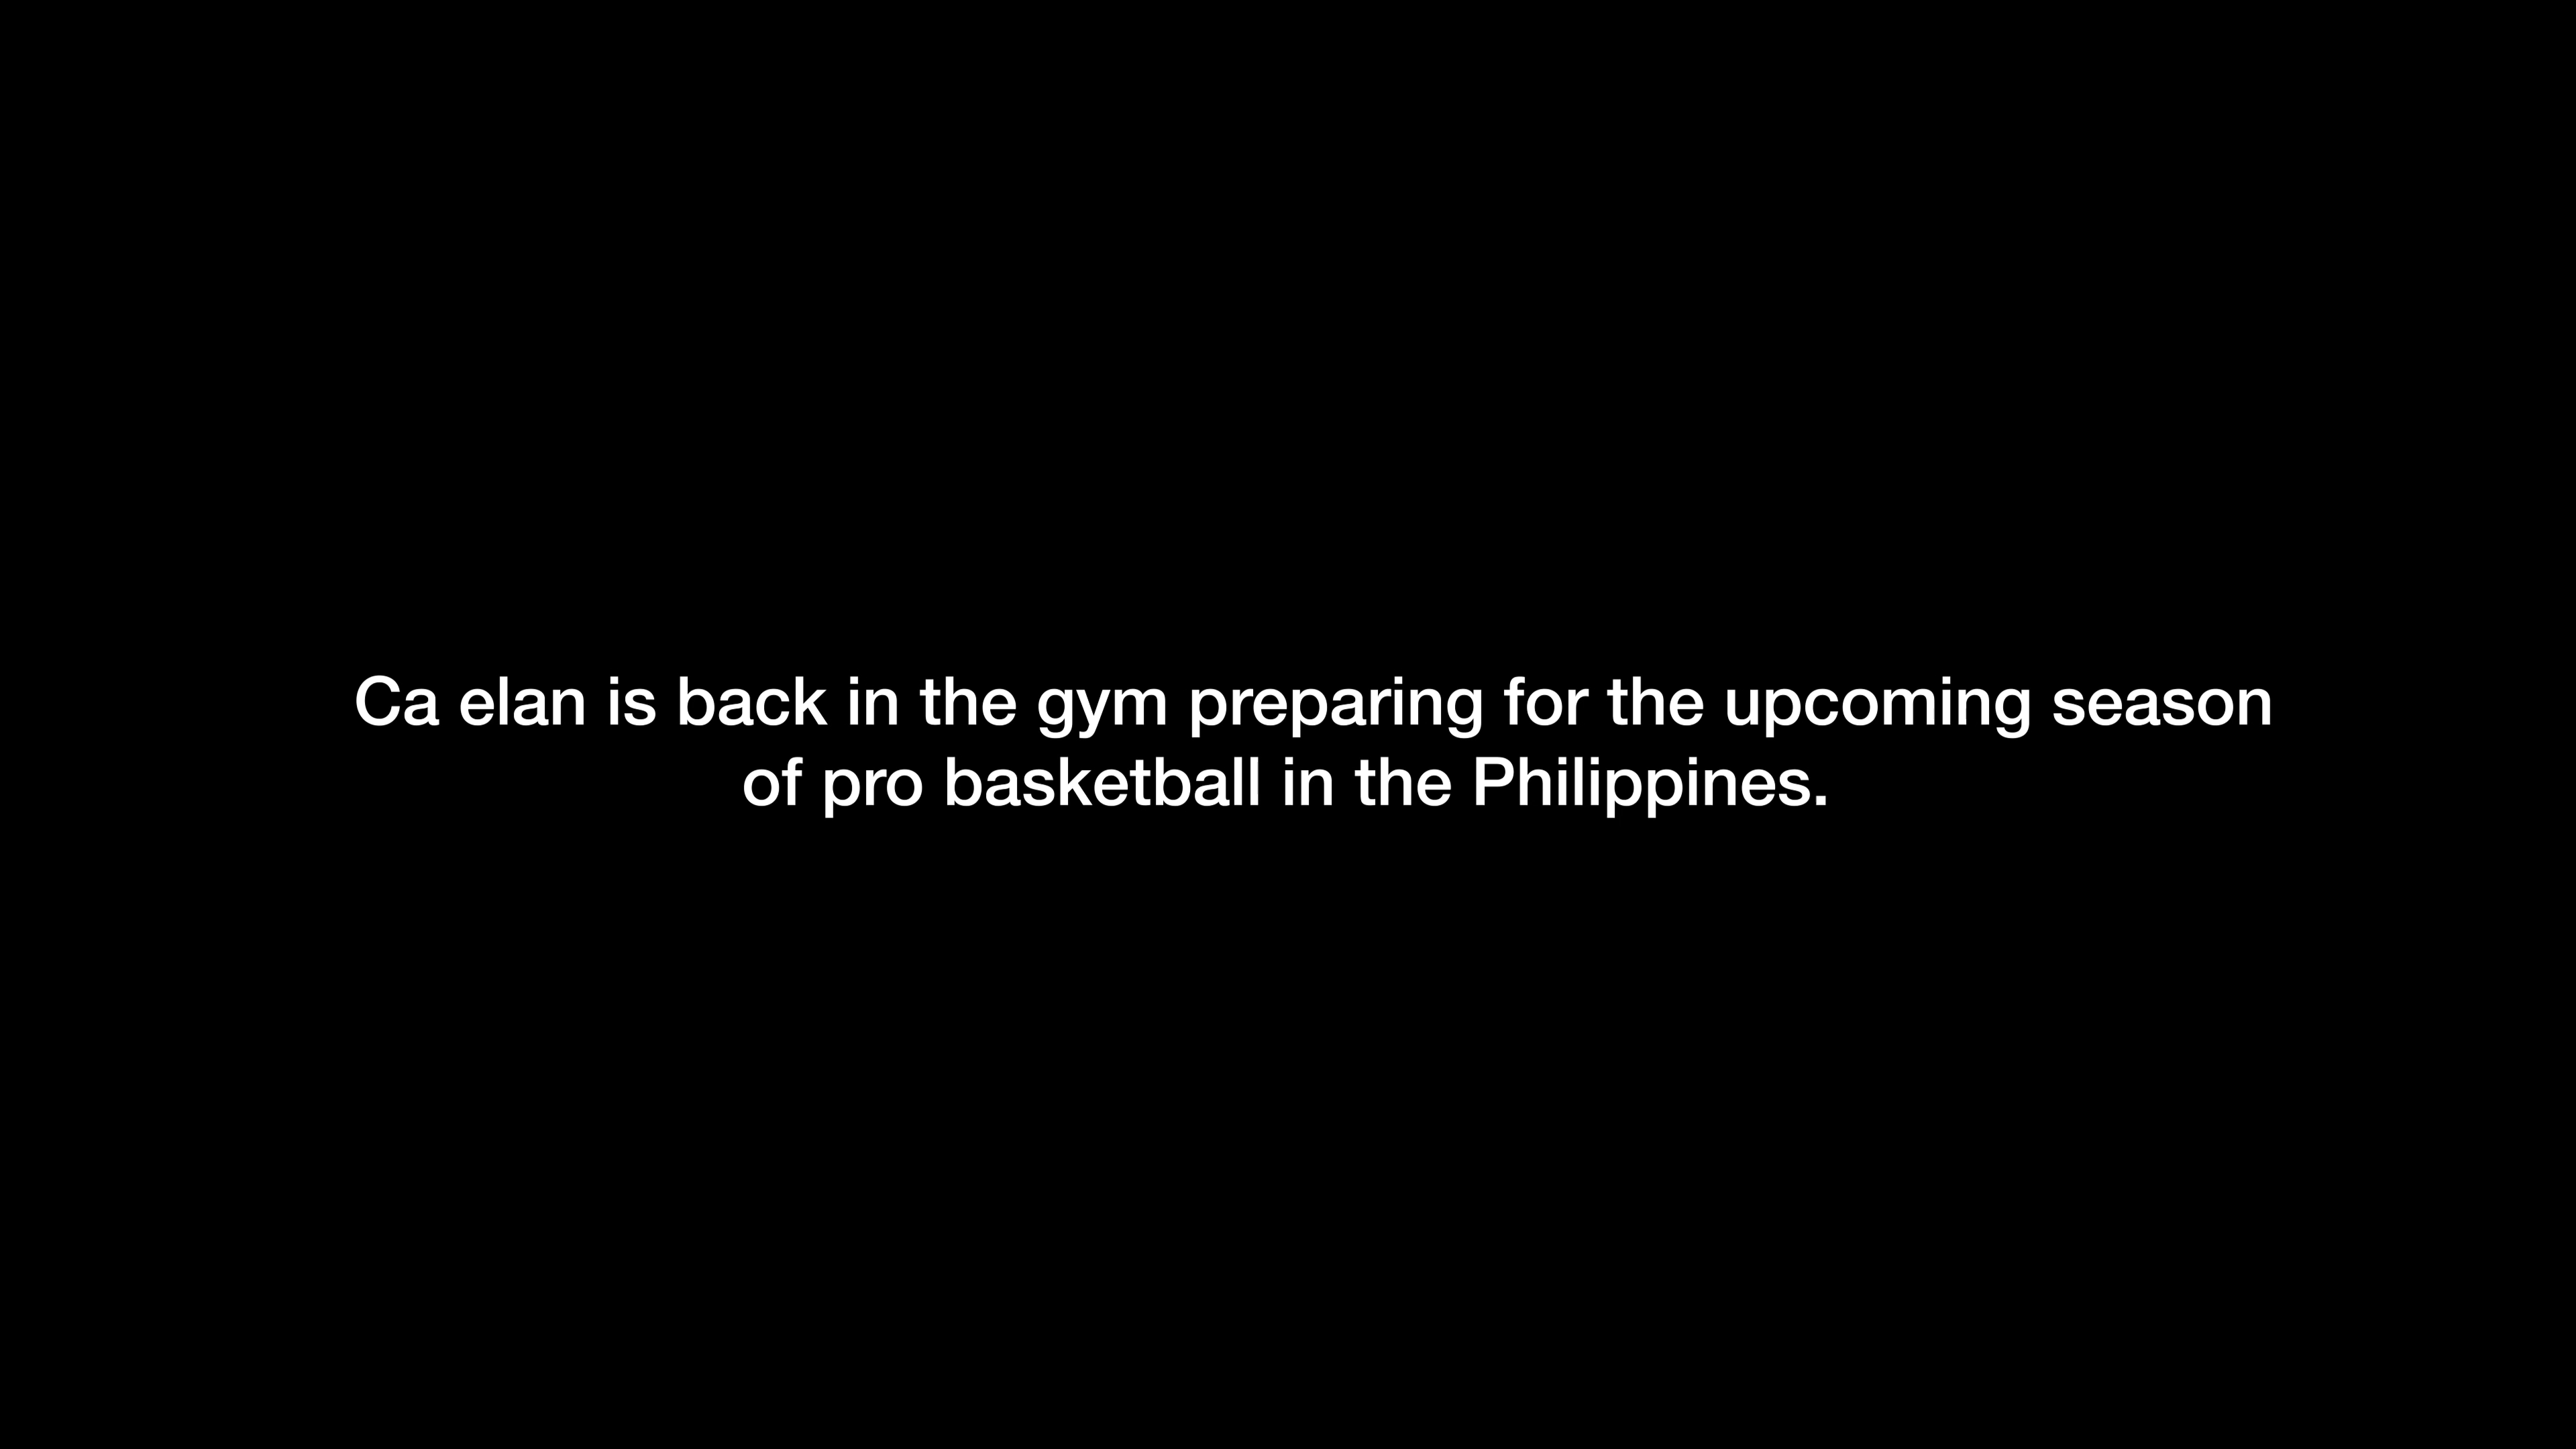 Ca elan is back in the gym preparing for the upcoming season
of pro basketball in the Philippines.